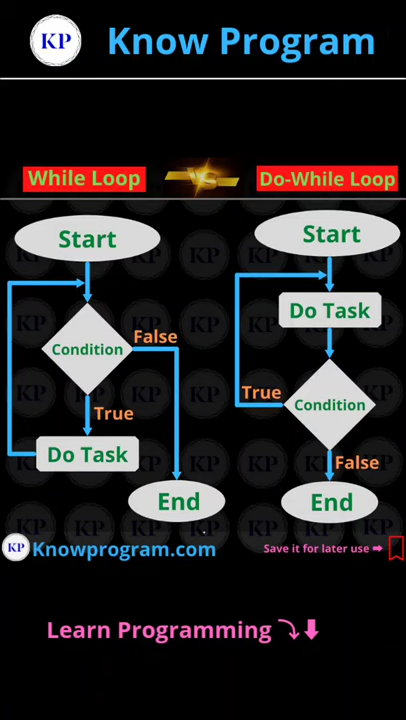 KP Know Program
While Loop VS Do-While Loop
Start
Condition
False
True
Do Task
End
Start
Do Task
Condition
True
False
End
KP Knowprogram.com
Save it for later use
Learn Programming